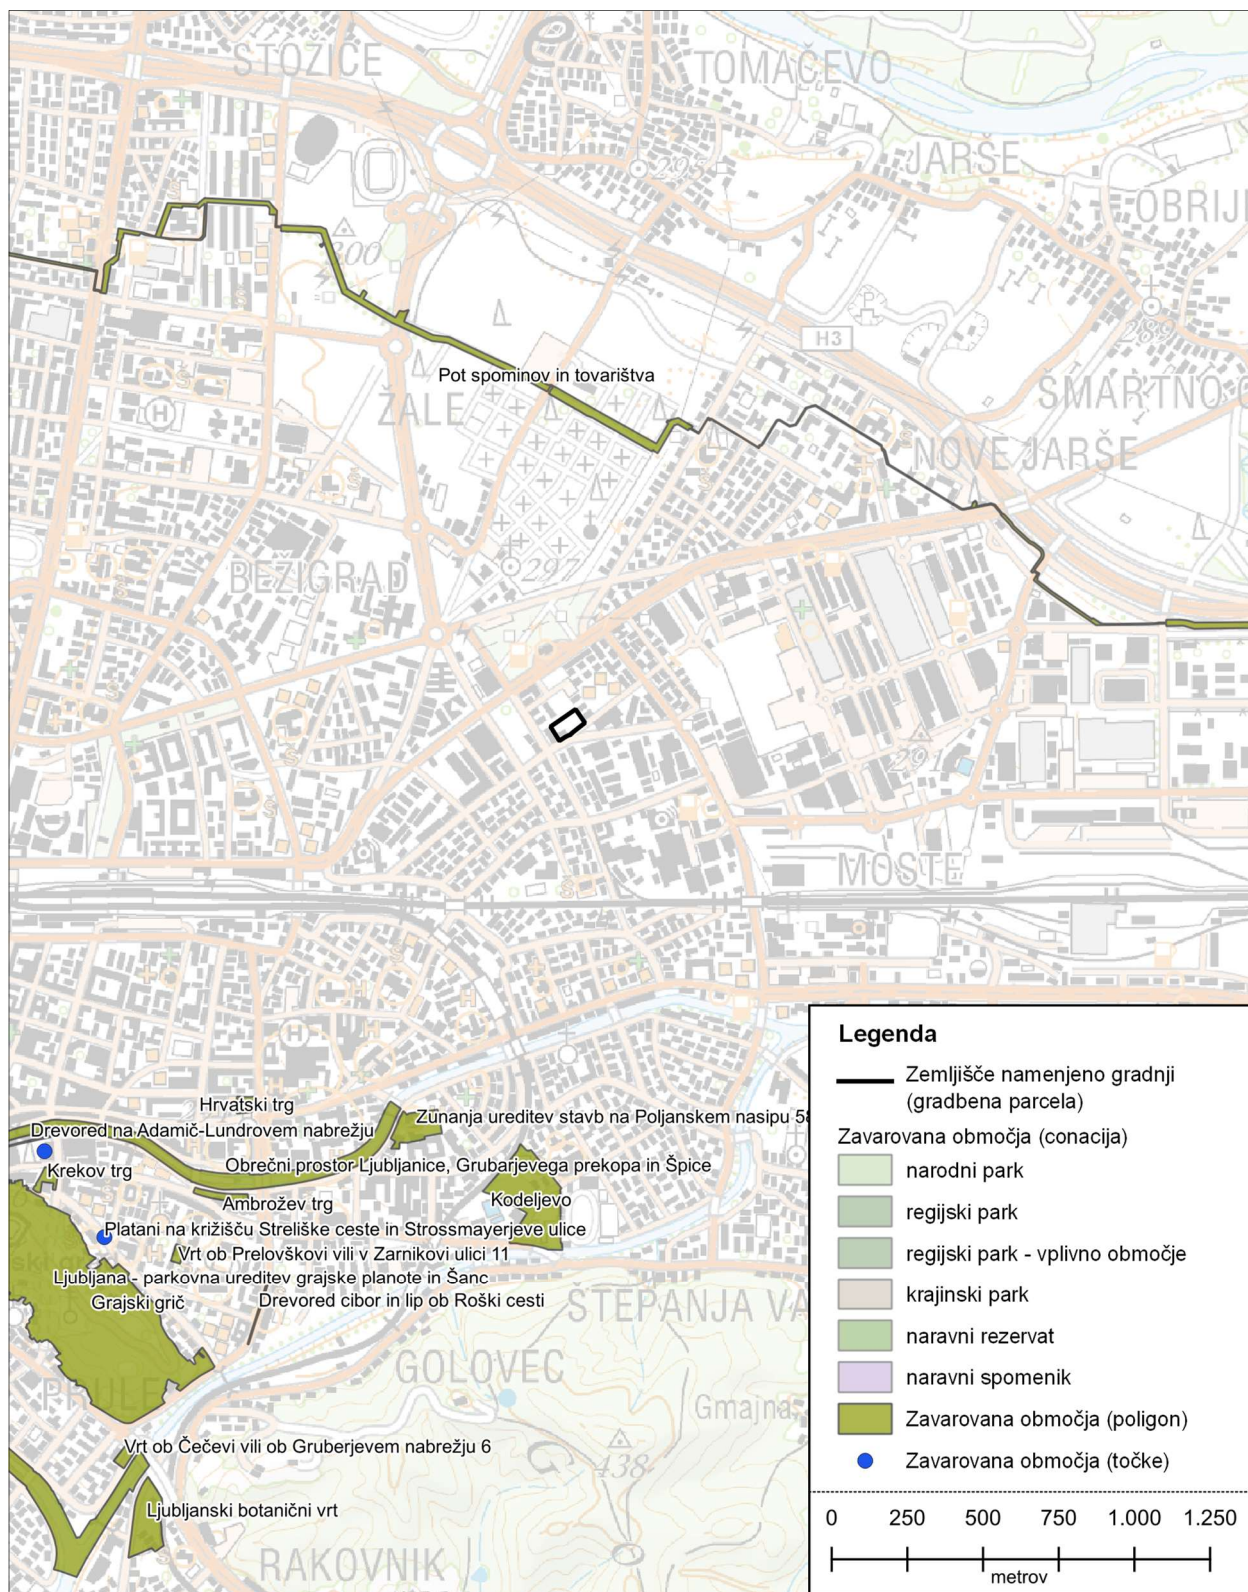 STOŽICE
TOMAČEVO
JARŠE
295
OBRIJ
300
P
H3
289
Pot spominov in tovarištva
ŠMARTNO
ŽALE
H
NOVE JARŠE
297
BEŽIGRAD
291
MOSTE
Hrvatski trg
Zunanja ureditev stavb na Poljanskem nasipu 58
Drevored na Adamič-Lundrovem nabrežju
Krekov trg
Obrečni prostor Ljubljanice, Grubarjevega prekopa in Špice
Ambrožev trg
Kodeljevo
Platani na križišču Streliške ceste in Strossmayerjeve ulice
Vrt ob Prelovškovi vili v Zarnikovi ulici 11
Ljubljana - parkovna ureditev grajske planote in Šanc
Grajski grič
Drevored cibor in lip ob Roški cesti
ŠTEPANJA VA
GOLOVEC
PRULE
Gmajna
438
Vrt ob Čečevi vili ob Gruberjevem nabrežju 6
Ljubljanski botanični vrt
RAKOVNIK
Legenda
Zemljišče namenjeno gradnji
(gradbena parcela)
Zavarovana območja (conacija)
narodni park
regijski park
regijski park - vplivno območje
krajinski park
naravni rezervat
naravni spomenik
Zavarovana območja (poligon)
Zavarovana območja (točke)
0 250 500 750 1.000 1.250
metrov